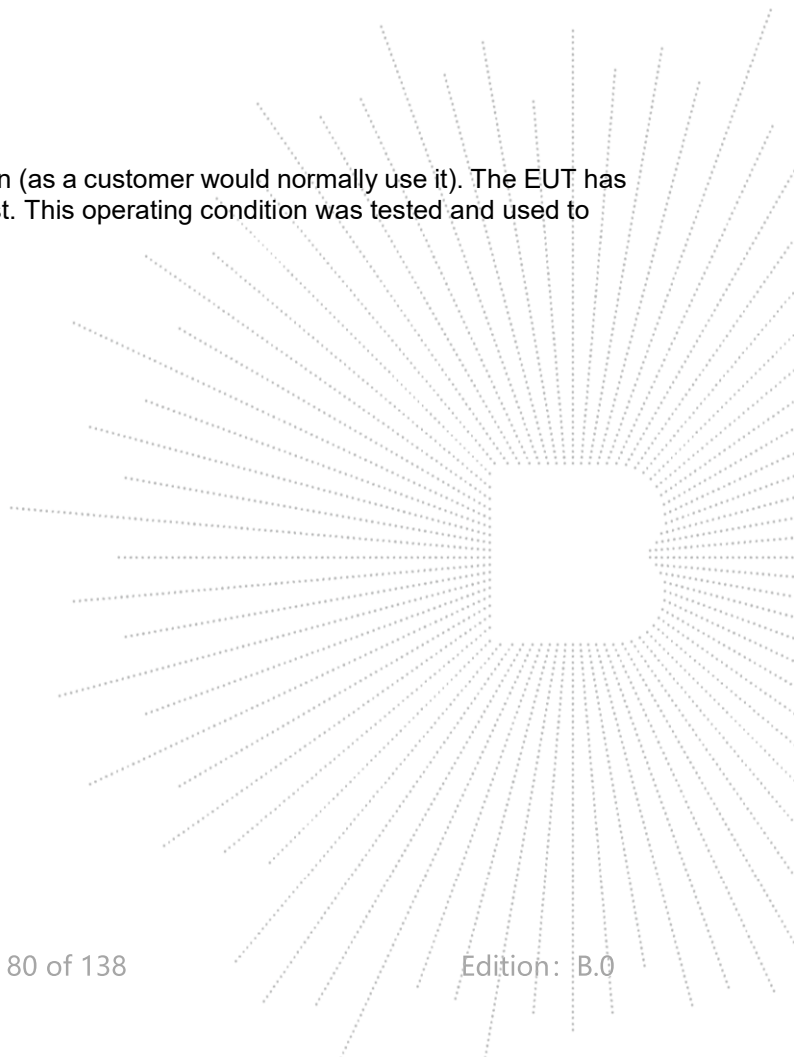 (as a customer would normally use it). The EUT has
This operating condition was tested and used to
80 of 138
Edition: B.0